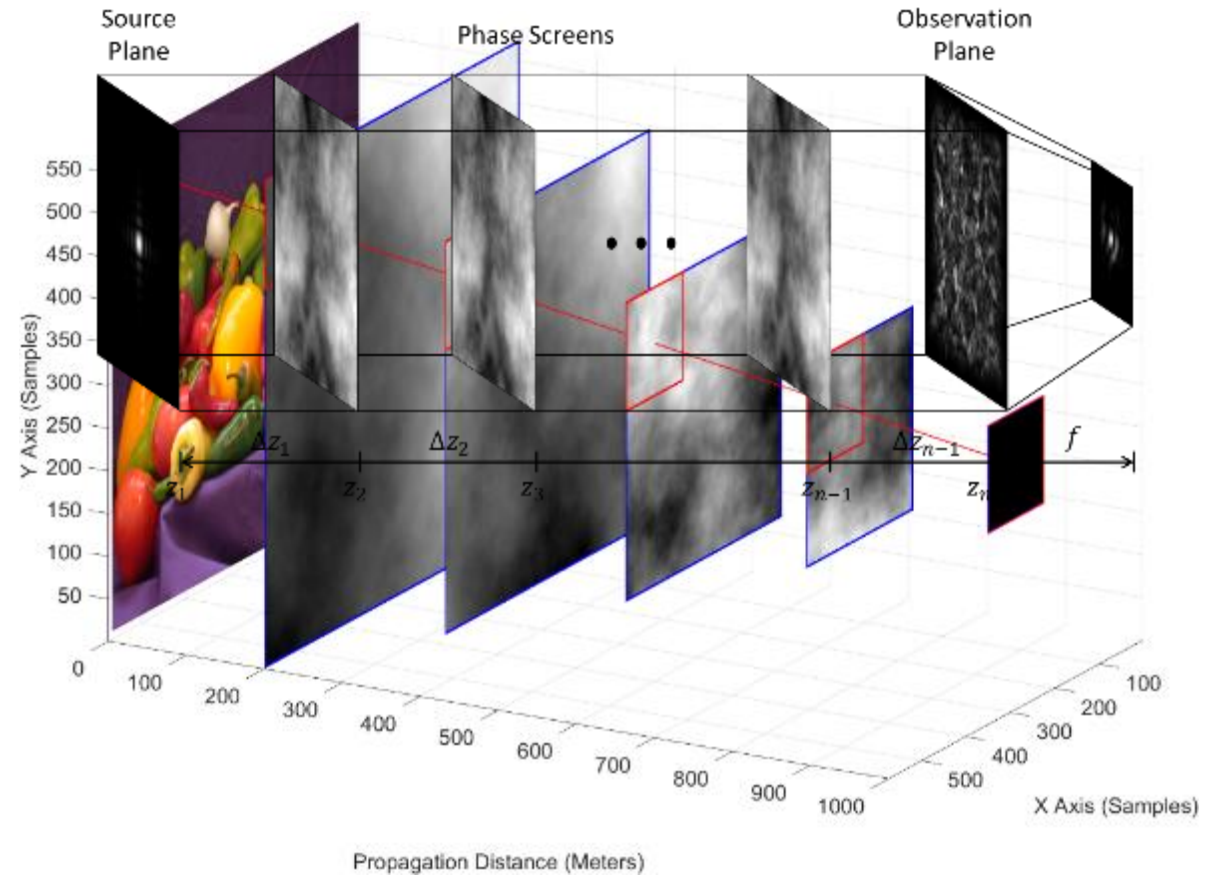 Source
Plane
Phase Screens
Observation
Plane
550
500
450
400
350
300
250
200
150
100
50
Y Axis (Samples)
Δz₁
Δz₂
Δzₙ₋₁
f
z₁
z₂
z₃
zₙ₋₁
zₙ
0
100
200
300
400
500
600
700
800
900
1000
100
200
300
400
500
X Axis (Samples)
Propagation Distance (Meters)